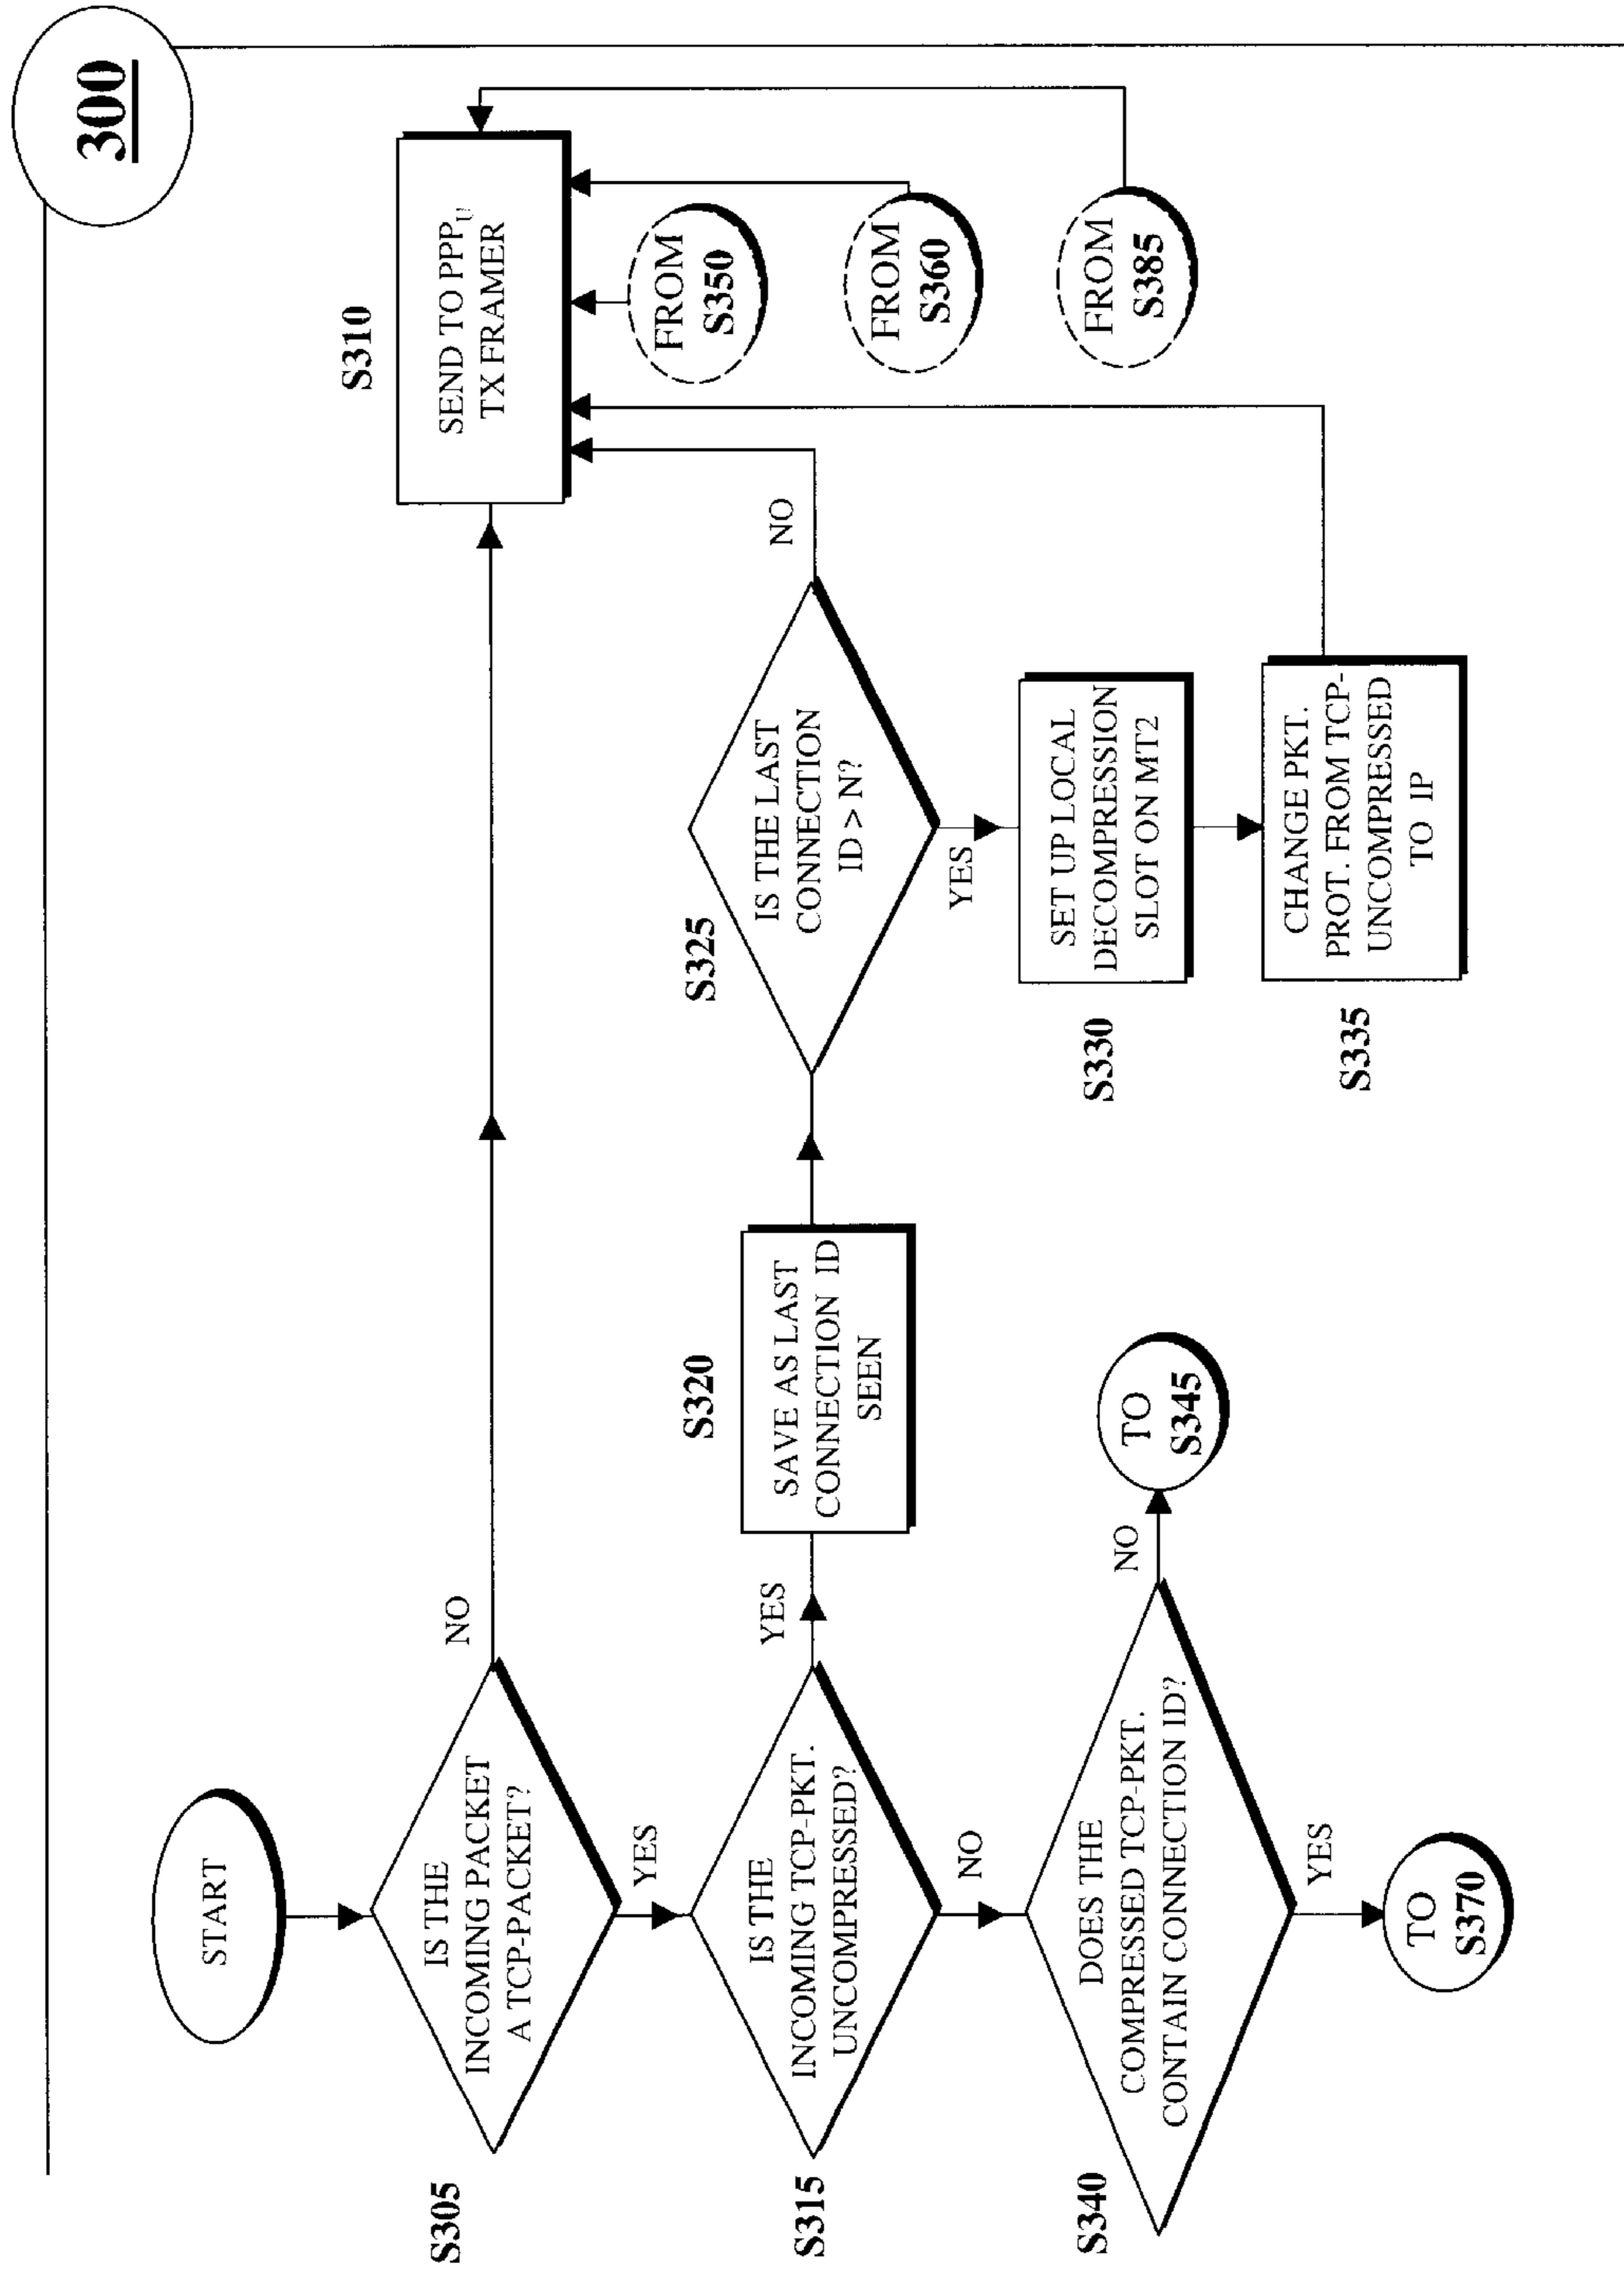 300
START
S305
IS THE
INCOMING PACKET
A TCP-PACKET?
NO
YES
S310
SEND TO PPPU
TX FRAMER
S315
IS THE
INCOMING TCP-PKT.
UNCOMPRESSED?
YES
NO
S320
SAVE AS LAST
CONNECTION ID
SEEN
S325
IS THE LAST
CONNECTION
ID > N?
NO
YES
FROM
S350
FROM
S360
FROM
S385
S330
SET UP LOCAL
DECOMPRESSION
SLOT ON MT2
S335
CHANGE PKT.
PROT. FROM TCP-
UNCOMPRESSED
TO IP
S340
DOES THE
COMPRESSED TCP-PKT.
CONTAIN CONNECTION ID?
NO
TO
S345
YES
TO
S370